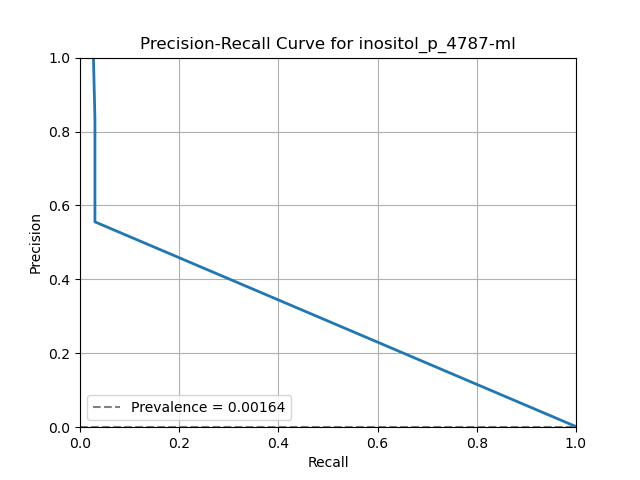 Precision-Recall Curve for inositol_p_4787-ml
1.0
0.8
0.6
0.4
0.2
0.0
Precision
Prevalence = 0.00164
0.0 0.2 0.4 0.6 0.8 1.0
Recall